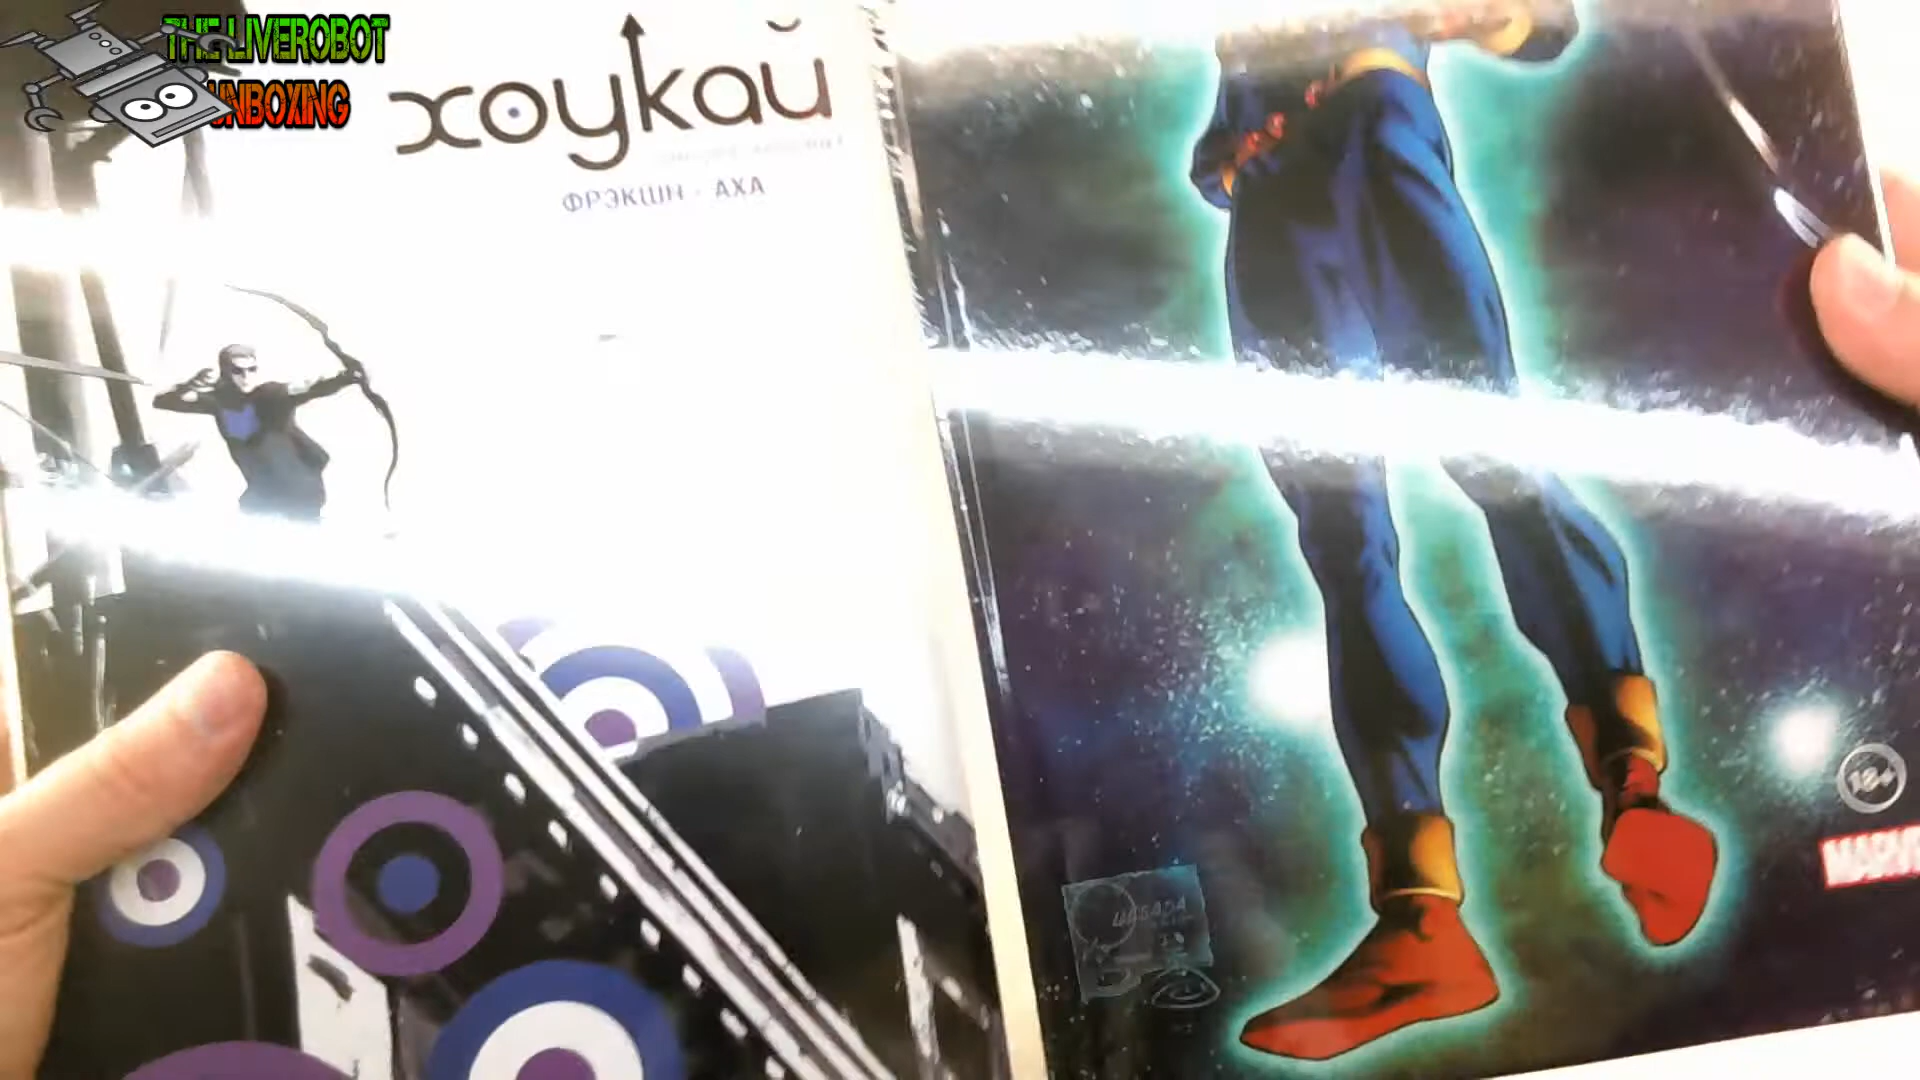 THE LIVEROBOT
UNBOXING
хоукай
ФРЭКШН - АХА
18+
MARVEL